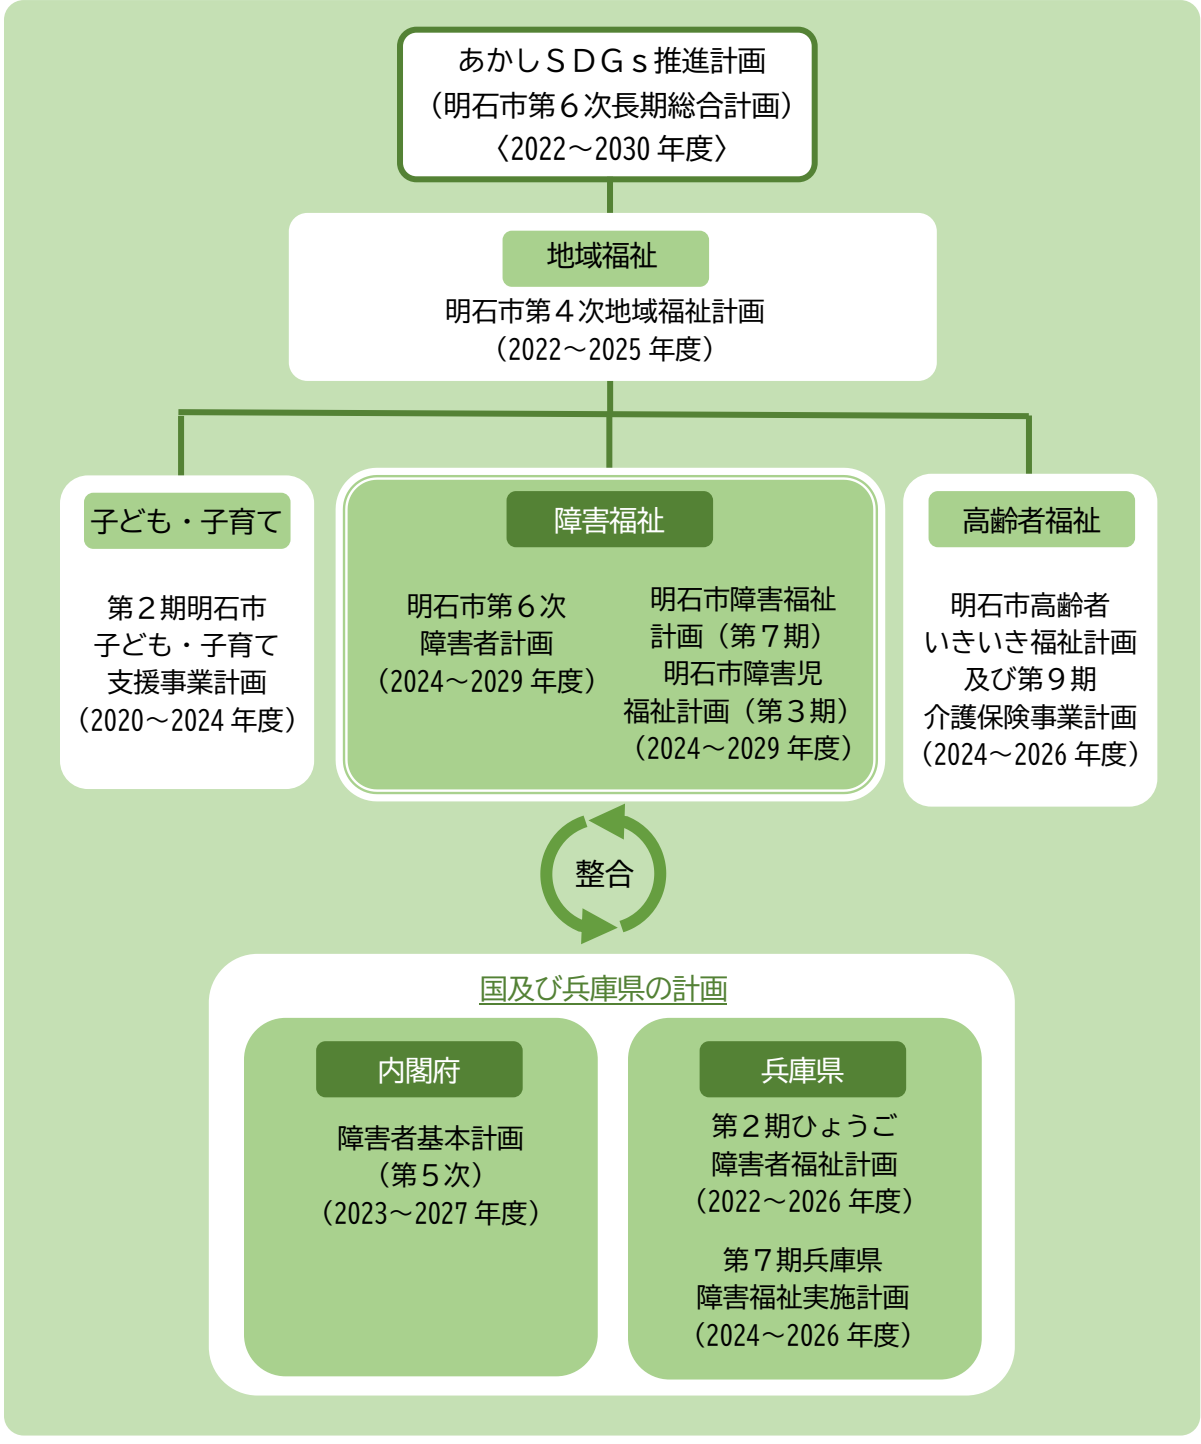 あかしＳＤＧｓ推進計画
（明石市第６次長期総合計画）
〈2022～2030 年度〉
地域福祉
明石市第４次地域福祉計画
（2022～2025 年度）
子ども・子育て
第２期明石市
子ども・子育て
支援事業計画
（2020～2024 年度）
障害福祉
明石市第６次
障害者計画
（2024～2029 年度）
明石市障害福祉
計画（第７期）
明石市障害児
福祉計画（第３期）
（2024～2029 年度）
高齢者福祉
明石市高齢者
いきいき福祉計画
及び第９期
介護保険事業計画
（2024～2026 年度）
整合
国及び兵庫県の計画
内閣府
障害者基本計画
（第５次）
（2023～2027 年度）
兵庫県
第２期ひょうご
障害者福祉計画
（2022～2026 年度）
第７期兵庫県
障害福祉実施計画
（2024～2026 年度）